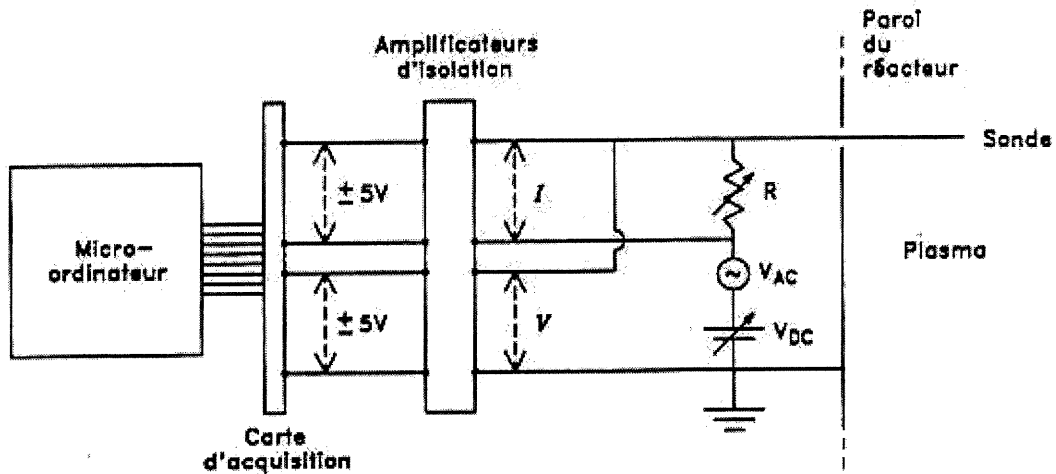 Paroi
du
réacteur
Amplificateurs
d'isolation
Sonde
± 5V
I
R
Micro-
ordinateur
Plasma
V_AC
± 5V
V
V_DC
Carte
d'acquisition